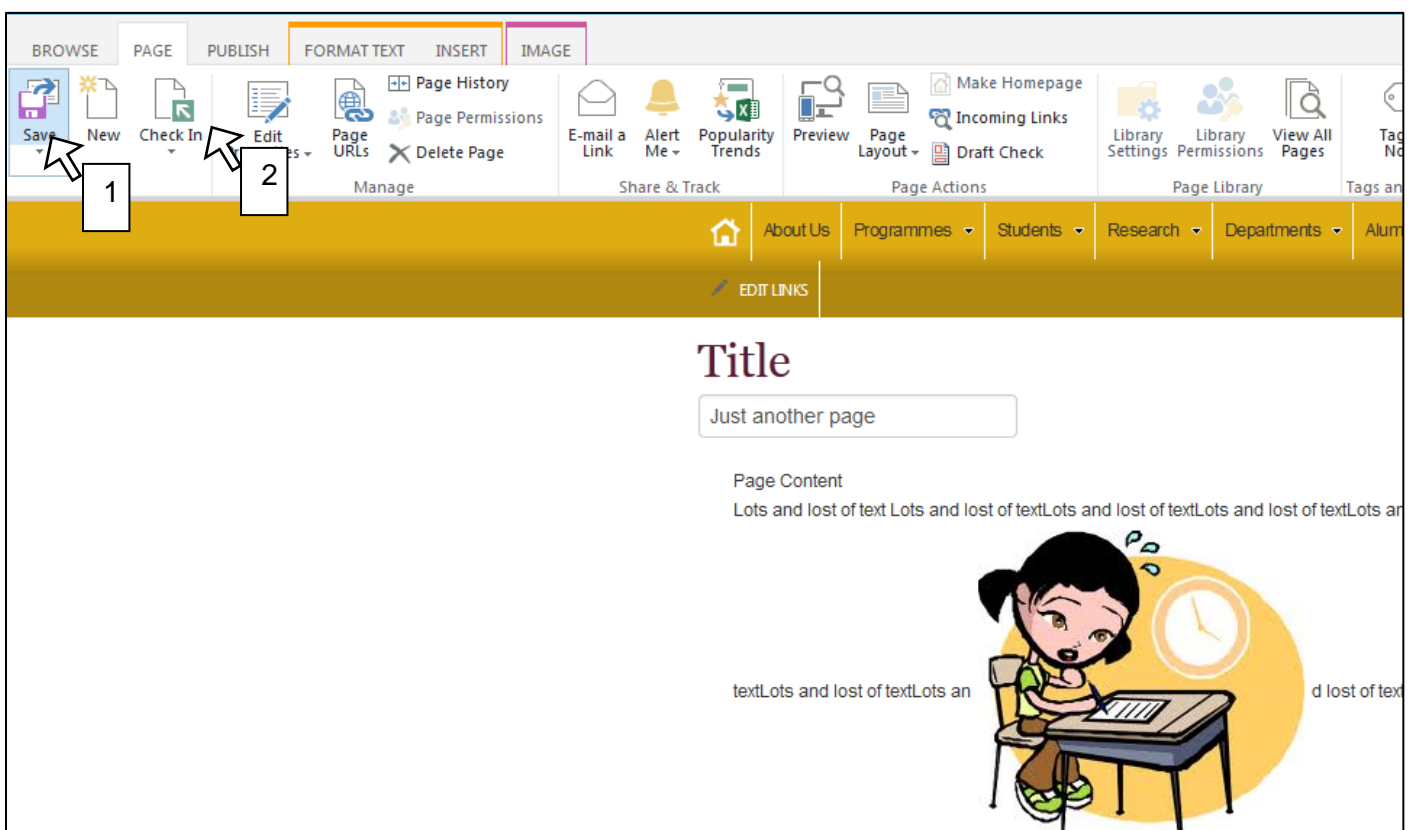 BROWSE PAGE PUBLISH FORMAT TEXT INSERT IMAGE
Save New Check In Edit
Page URLs
Page History
Page Permissions
Delete Page
E-mail a Link
Alert Me
Popularity Trends
Preview
Page Layout
Make Homepage
Incoming Links
Draft Check
Library Settings
Library Permissions
View All Pages
1
2
Manage Share & Track Page Actions Page Library Tags an
About Us Programmes Students Research Departments Alum
EDIT LINKS
Title
Just another page
Page Content
Lots and lost of text Lots and lost of textLots and lost of textLots and lost of textLots an
textLots and lost of textLots an d lost of tex